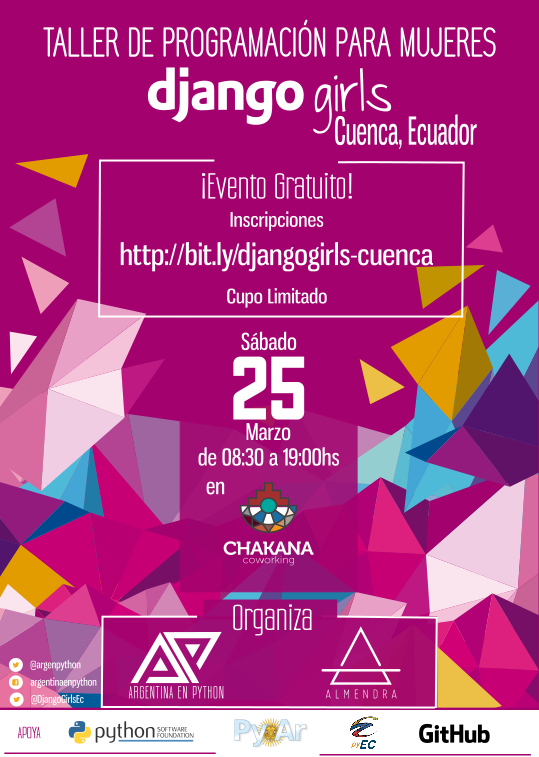 TALLER DE PROGRAMACIÓN PARA MUJERES
django girls
Cuenca, Ecuador
¡Evento Gratuito!
Inscripciones
http://bit.ly/djangogirls-cuenca
Cupo Limitado
Sábado
25
Marzo
de 08:30 a 19:00hs
en
CHAKANA
coworking
Organiza
AP
ARGENTINA EN PYTHON
ALMENDRA
@argenpython
argentinaenpython
@DjangoGirlsEc
APOYA
python SOFTWARE FOUNDATION
PyAr
pyEC
GitHub